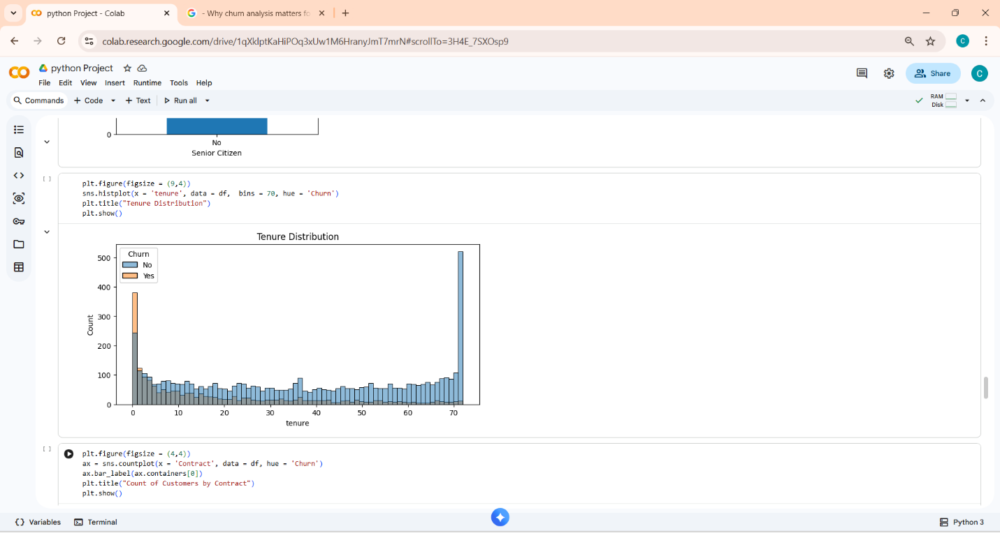 python Project - Colab
- Why churn analysis matters fo
colab.research.google.com/drive/1qXklptKaHiPOq3xUw1M6HranyJmT7mrN#scrollTo=3H4E_7SXOsp9
C
python Project
File Edit View Insert Runtime Tools Help
Share
C
Commands + Code + Text Run all
RAM
Disk
0
No
Senior Citizen
[ ]
plt.figure(figsize = (9,4))
sns.histplot(x = 'tenure', data = df,  bins = 70, hue = 'Churn')
plt.title("Tenure Distribution")
plt.show()
Tenure Distribution
Churn
No
Yes
500
400
300
200
100
0
Count
0 10 20 30 40 50 60 70
tenure
[ ]
plt.figure(figsize = (4,4))
ax = sns.countplot(x = 'Contract', data = df, hue = 'Churn')
ax.bar_label(ax.containers[0])
plt.title("Count of Customers by Contract")
plt.show()
Variables Terminal
Python 3